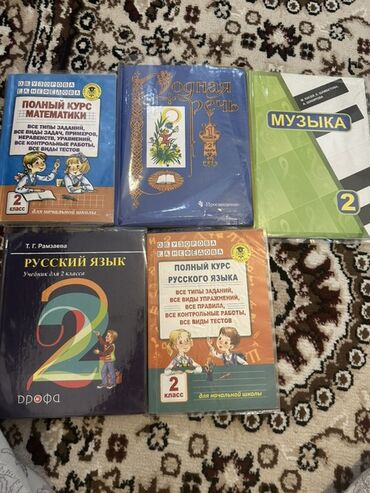 О.В. УЗОРОВА
Е.А. НЕФЁДОВА
ПОЛНЫЙ КУРС
МАТЕМАТИКИ
ВСЕ ТИПЫ ЗАДАНИЙ,
ВСЕ ВИДЫ ЗАДАЧ, ПРИМЕРОВ,
НЕРАВЕНСТВ, УРАВНЕНИЙ,
ВСЕ КОНТРОЛЬНЫЕ РАБОТЫ,
ВСЕ ВИДЫ ТЕСТОВ
2
класс
для начальной школы
Родная
речь
Просвещение
МУЗЫКА
2
Т. Г. Рамзаева
РУССКИЙ ЯЗЫК
Учебник для 2 класса
2
дрофа
О.В. УЗОРОВА
Е.А. НЕФЁДОВА
ПОЛНЫЙ КУРС
РУССКОГО ЯЗЫКА
ВСЕ ТИПЫ ЗАДАНИЙ,
ВСЕ ВИДЫ УПРАЖНЕНИЙ,
ВСЕ ПРАВИЛА,
ВСЕ КОНТРОЛЬНЫЕ РАБОТЫ,
ВСЕ ВИДЫ ТЕСТОВ
2
класс
для начальной школы